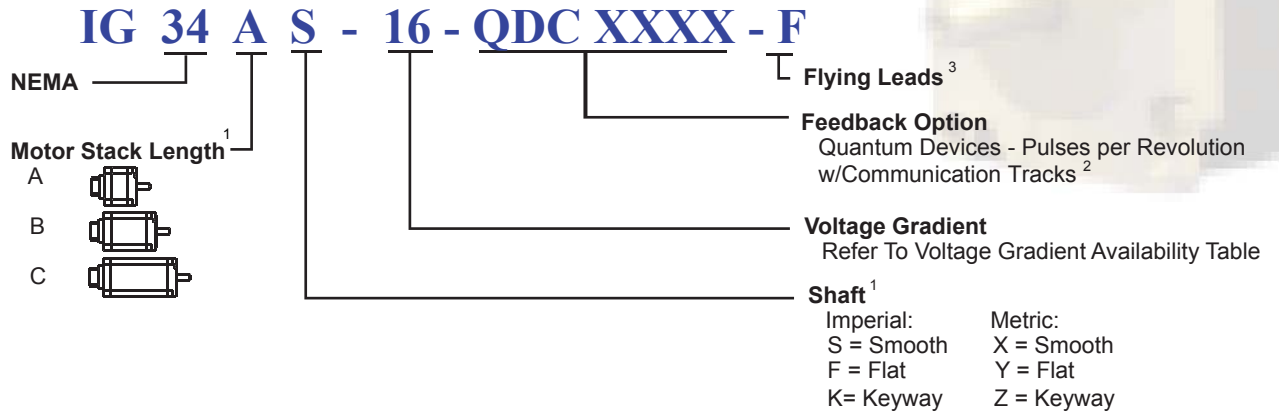 IG 34 A S - 16 - QDC XXXX - F
NEMA
Flying Leads 3
Motor Stack Length 1
A
B
C
Feedback Option
Quantum Devices - Pulses per Revolution
w/Communication Tracks 2
Voltage Gradient
Refer To Voltage Gradient Availability Table
Shaft 1
Imperial: Metric:
S = Smooth X = Smooth
F = Flat Y = Flat
K= Keyway Z = Keyway